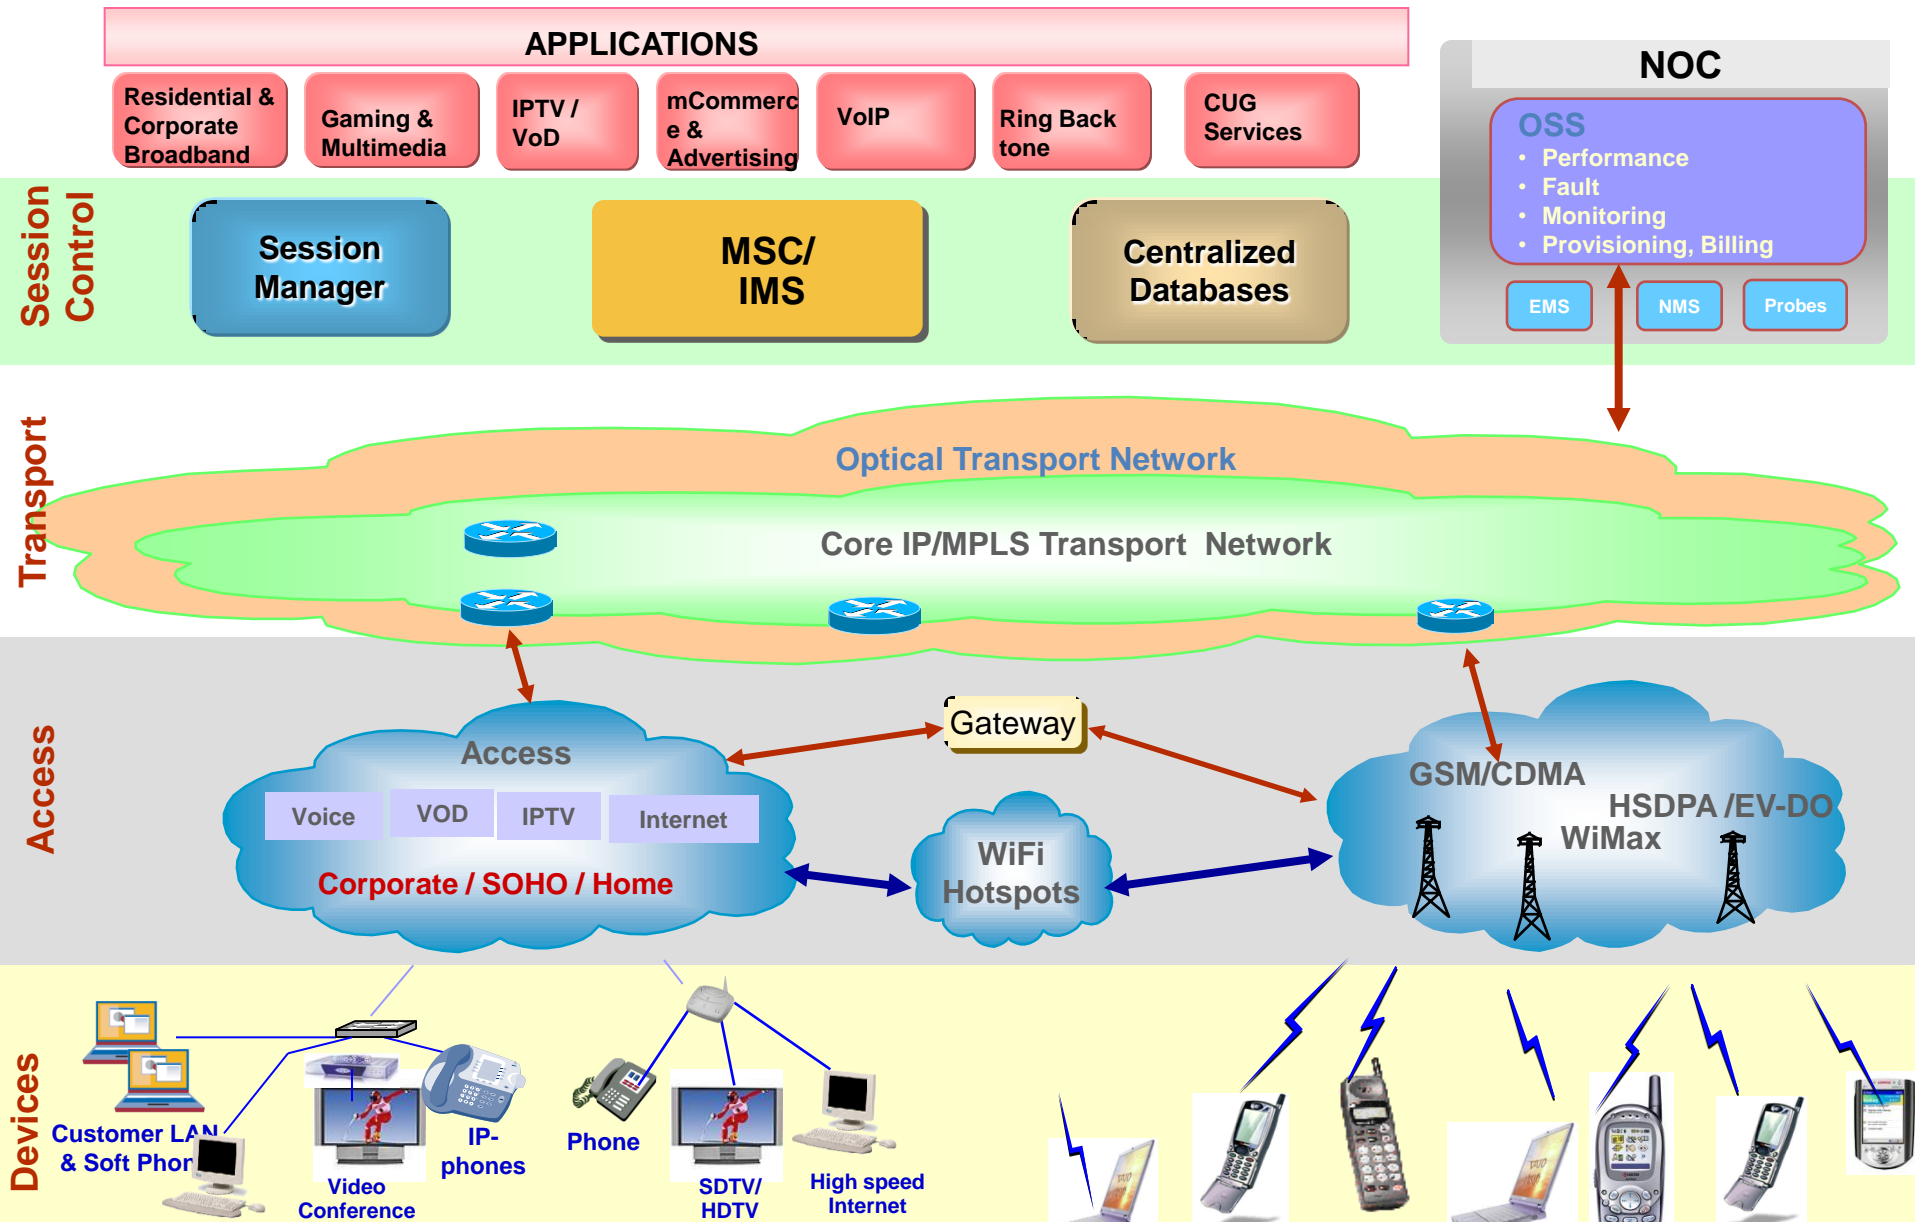 APPLICATIONS
NOC
Residential &
Corporate
Broadband
Gaming &
Multimedia
IPTV /
VoD
mCommerc
e &
Advertising
VoIP
Ring Back
tone
CUG
Services
OSS
• Performance
• Fault
• Monitoring
• Provisioning, Billing
EMS
NMS
Probes
Session
Control
Session
Manager
MSC/
IMS
Centralized
Databases
Transport
Optical Transport Network
Core IP/MPLS Transport Network
Access
Access
Voice
VOD
IPTV
Internet
Corporate / SOHO / Home
Gateway
WiFi
Hotspots
GSM/CDMA
HSDPA /EV-DO
WiMax
Devices
Customer LAN
& Soft Phon
Video
Conference
IP-
phones
Phone
SDTV/
HDTV
High speed
Internet